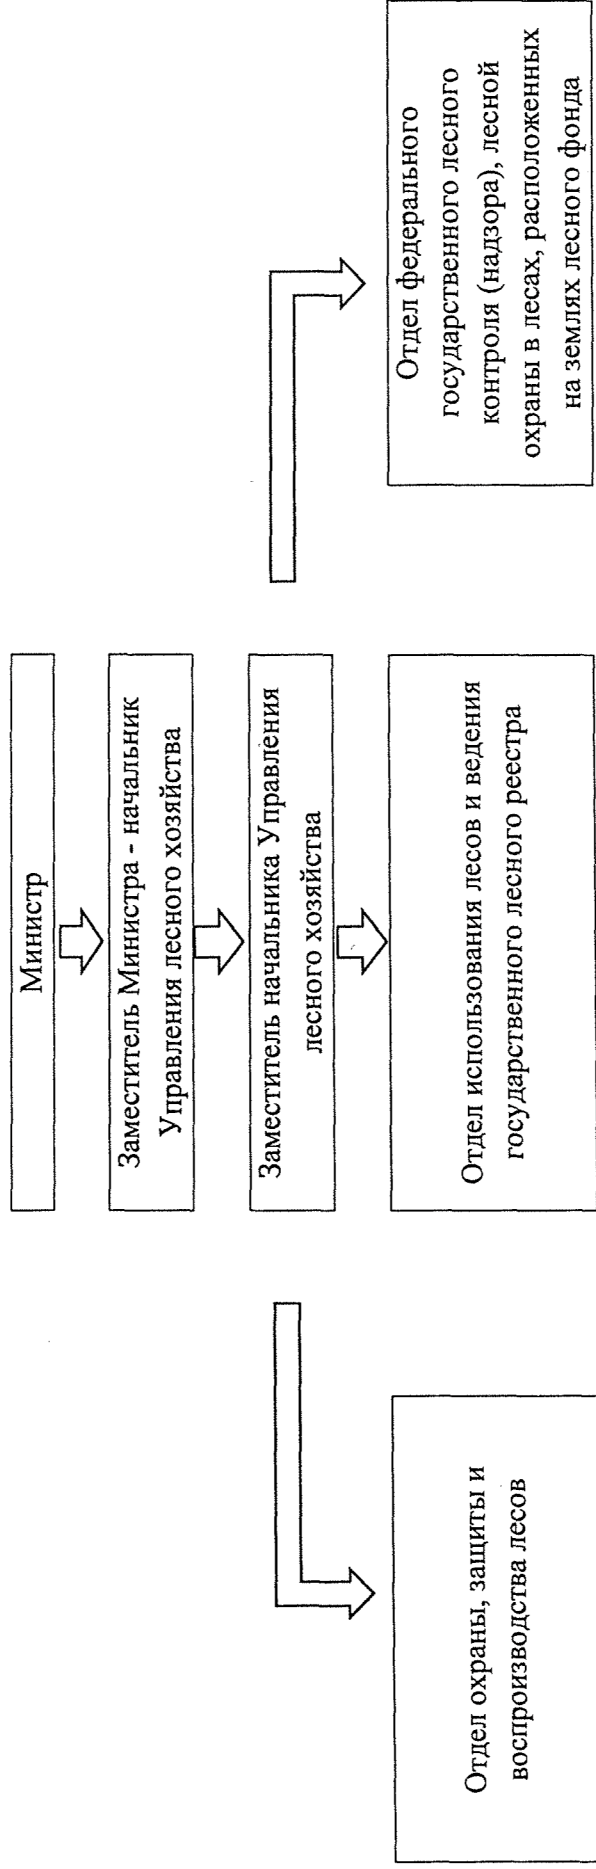 Министр
Заместитель Министра - начальник
Управления лесного хозяйства
Заместитель начальника Управления
лесного хозяйства
Отдел охраны, защиты и
воспроизводства лесов
Отдел использования лесов и ведения
государственного лесного реестра
Отдел федерального
государственного лесного
контроля (надзора), лесной
охраны в лесах, расположенных
на землях лесного фонда